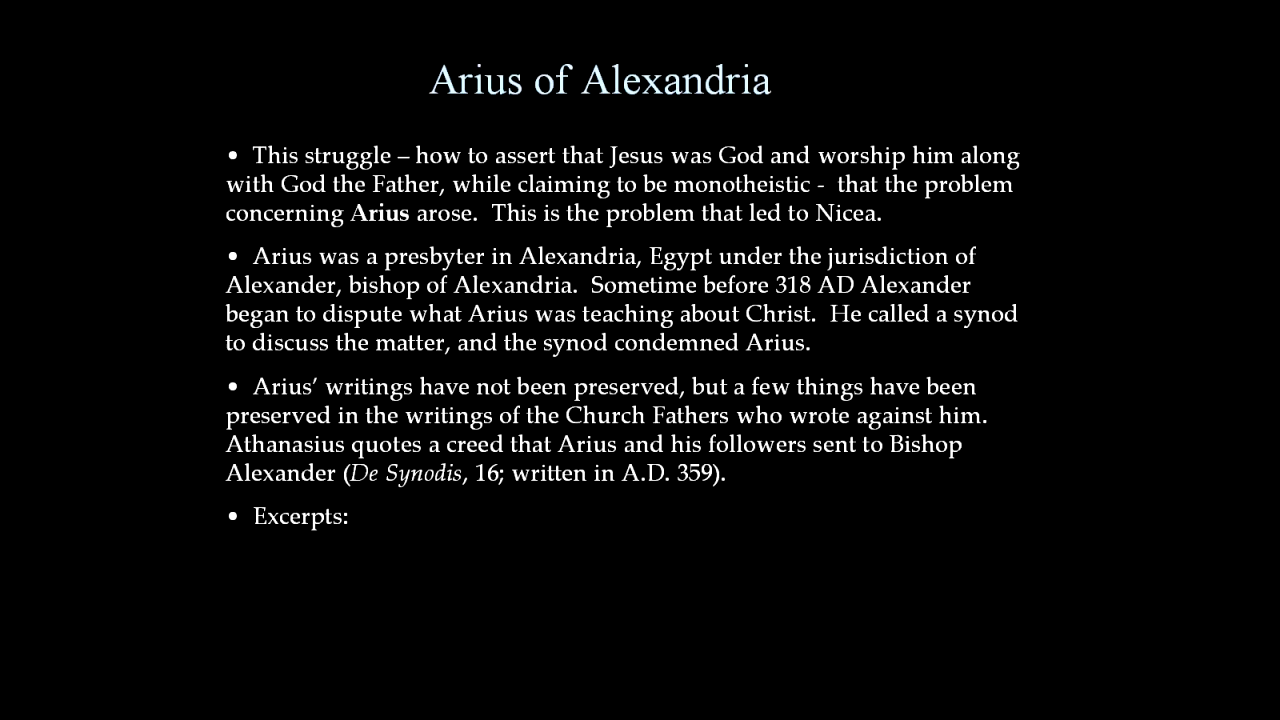 Arius of Alexandria
• This struggle – how to assert that Jesus was God and worship him along
with God the Father, while claiming to be monotheistic -  that the problem
concerning Arius arose.  This is the problem that led to Nicea.
• Arius was a presbyter in Alexandria, Egypt under the jurisdiction of
Alexander, bishop of Alexandria.  Sometime before 318 AD Alexander
began to dispute what Arius was teaching about Christ.  He called a synod
to discuss the matter, and the synod condemned Arius.
• Arius’ writings have not been preserved, but a few things have been
preserved in the writings of the Church Fathers who wrote against him.
Athanasius quotes a creed that Arius and his followers sent to Bishop
Alexander (De Synodis, 16; written in A.D. 359).
• Excerpts: